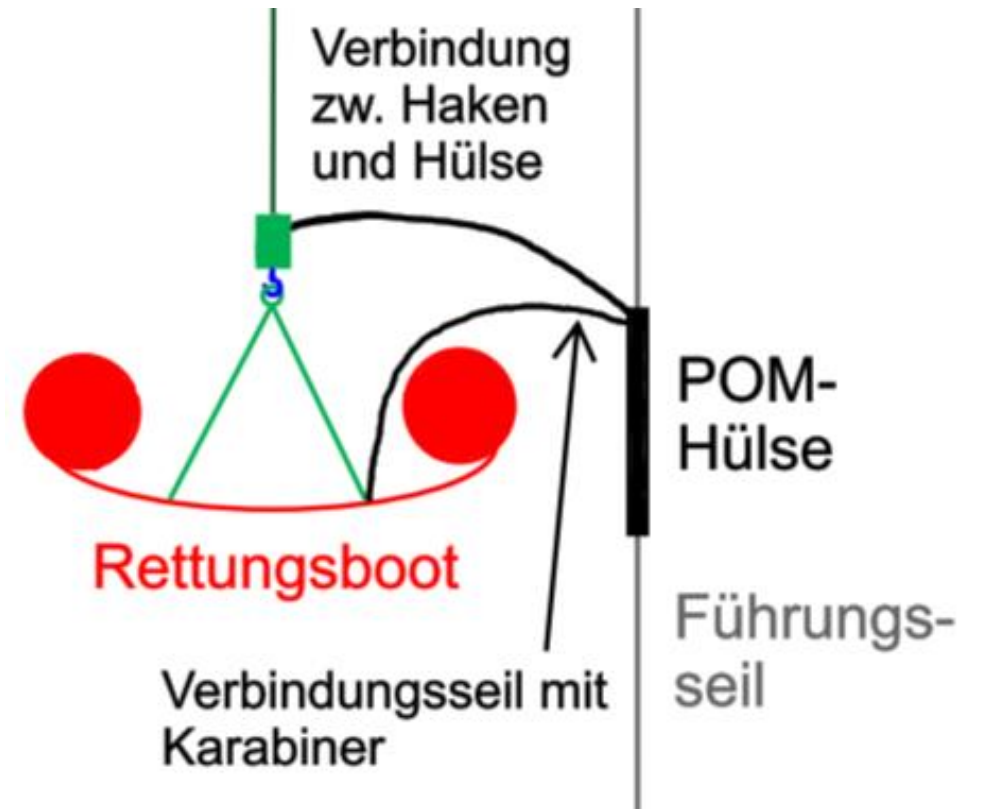 Verbindung
zw. Haken
und Hülse
POM-
Hülse
Rettungsboot
Führungs-
seil
Verbindungsseil mit
Karabiner